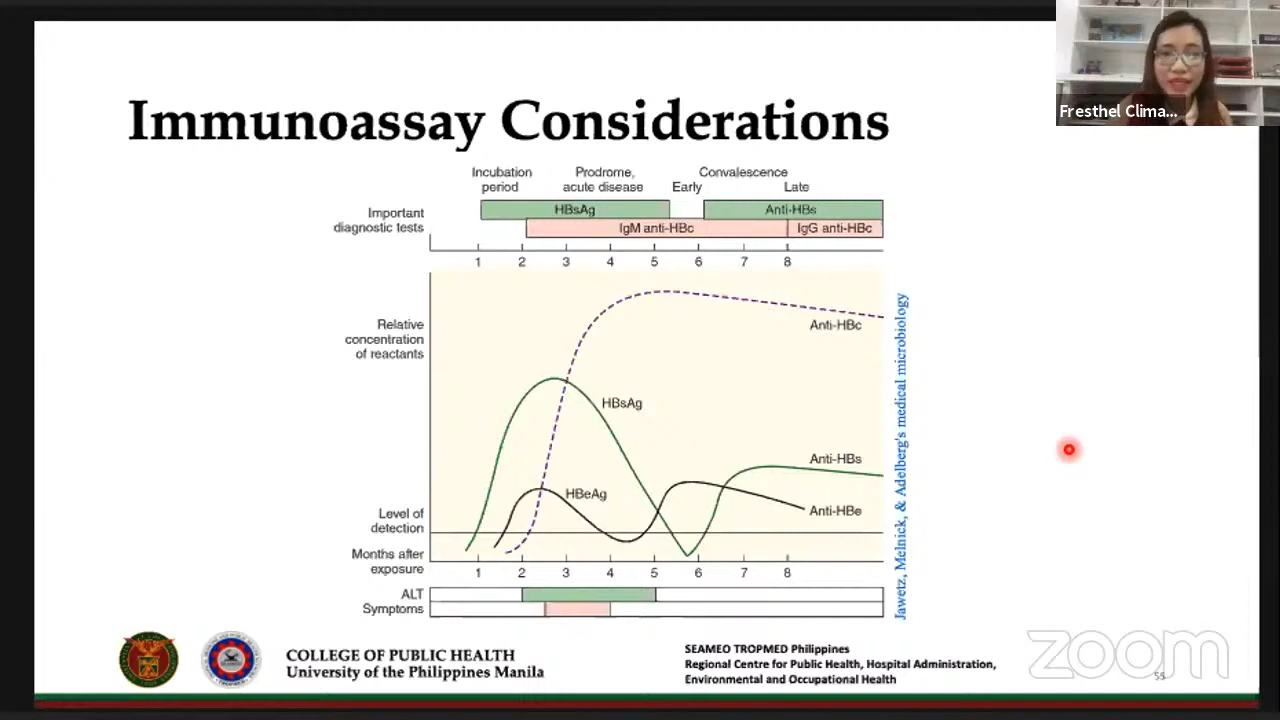 Fresthel Clima...
Immunoassay Considerations
Incubation period
Prodrome, acute disease
Convalescence
Early
Late
Important diagnostic tests
HBsAg
Anti-HBs
IgM anti-HBc
IgG anti-HBc
1 2 3 4 5 6 7 8
Relative concentration of reactants
Anti-HBc
HBsAg
Anti-HBs
HBeAg
Anti-HBe
Level of detection
Months after exposure
1 2 3 4 5 6 7 8
ALT
Symptoms
Jawetz, Melnick, & Adelberg's medical microbiology
COLLEGE OF PUBLIC HEALTH
University of the Philippines Manila
SEAMEO TROPMED Philippines
Regional Centre for Public Health, Hospital Administration,
Environmental and Occupational Health
zoom
55